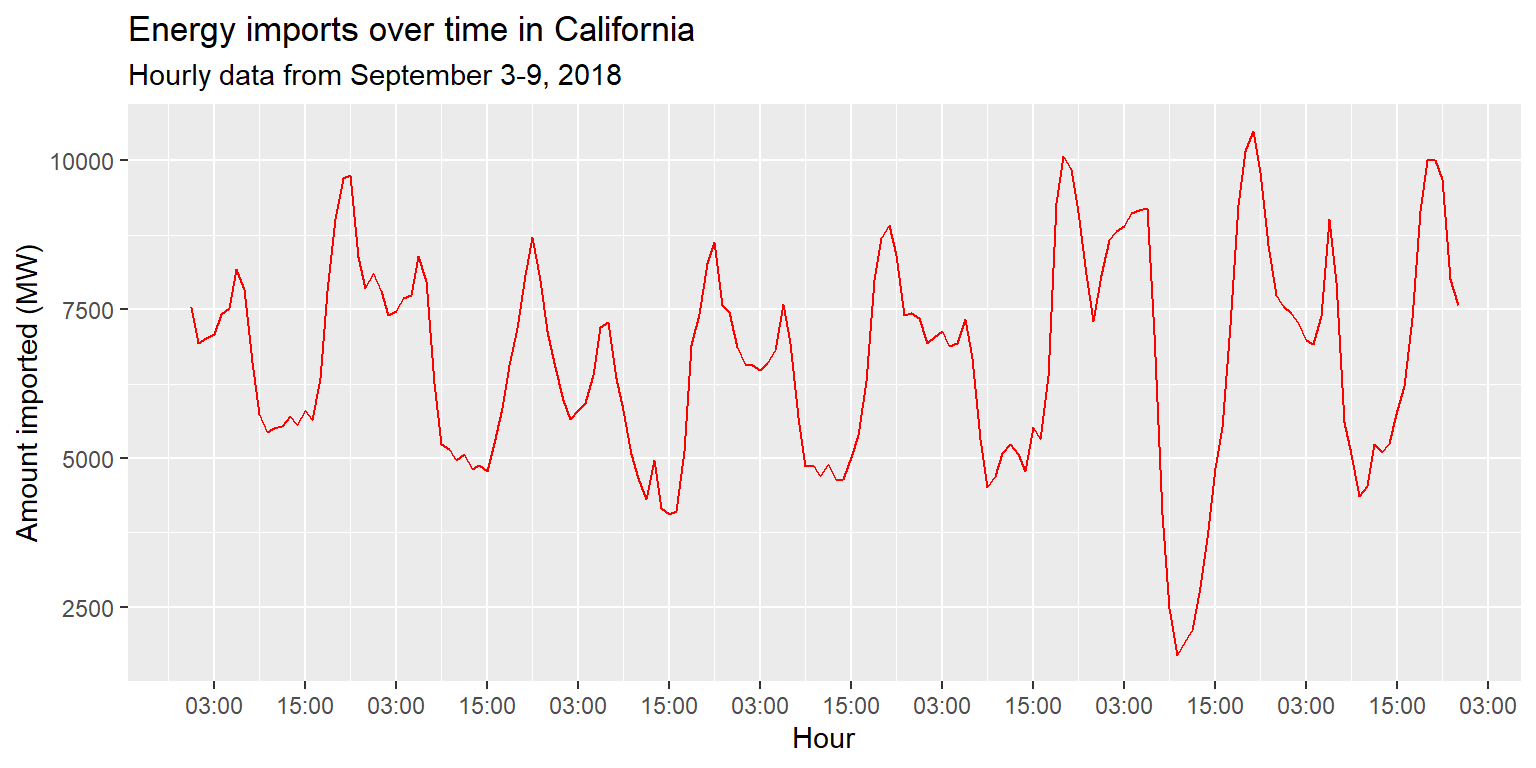 Energy imports over time in California
Hourly data from September 3-9, 2018
Amount imported (MW)
10000
7500
5000
2500
03:00 15:00 03:00 15:00 03:00 15:00 03:00 15:00 03:00 15:00 03:00 15:00 03:00 15:00 03:00
Hour